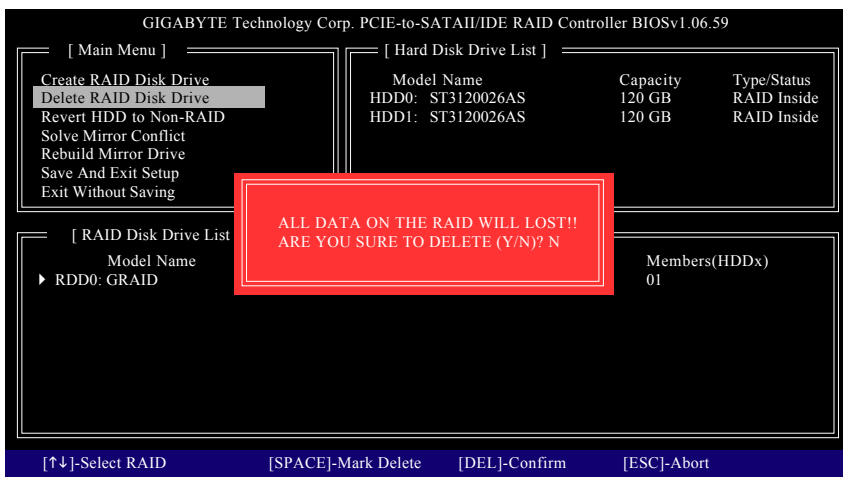 GIGABYTE Technology Corp. PCIE-to-SATAII/IDE RAID Controller BIOSv1.06.59
[ Main Menu ]
Create RAID Disk Drive
Delete RAID Disk Drive
Revert HDD to Non-RAID
Solve Mirror Conflict
Rebuild Mirror Drive
Save And Exit Setup
Exit Without Saving
[ Hard Disk Drive List ]
Model Name Capacity Type/Status
HDD0: ST3120026AS 120 GB RAID Inside
HDD1: ST3120026AS 120 GB RAID Inside
ALL DATA ON THE RAID WILL LOST!!
ARE YOU SURE TO DELETE (Y/N)? N
[ RAID Disk Drive List
Model Name Members(HDDx)
RDD0: GRAID 01
[↑↓]-Select RAID [SPACE]-Mark Delete [DEL]-Confirm [ESC]-Abort